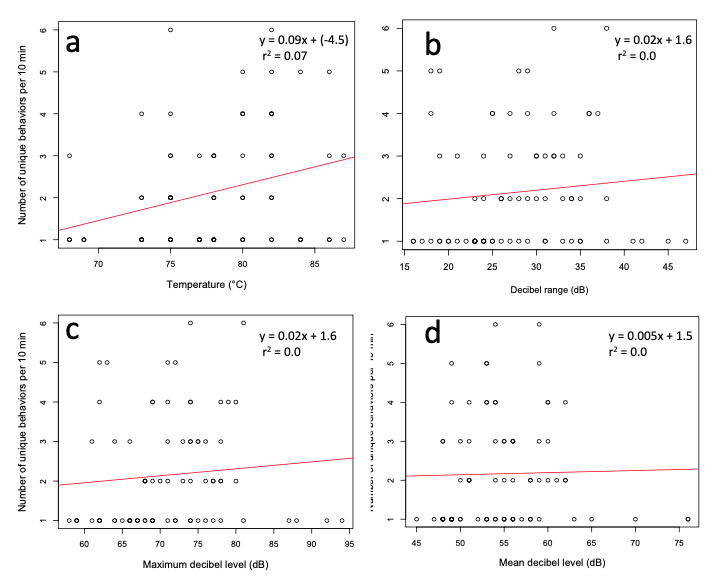 a
y = 0.09x + (-4.5)
r² = 0.07
Number of unique behaviors per 10 min
1 2 3 4 5 6
70 75 80 85
Temperature (°C)
b
y = 0.02x + 1.6
r² = 0.0
1 2 3 4 5 6
15 20 25 30 35 40 45
Decibel range (dB)
c
y = 0.02x + 1.6
r² = 0.0
Number of unique behaviors per 10 min
1 2 3 4 5 6
60 65 70 75 80 85 90 95
Maximum decibel level (dB)
d
y = 0.005x + 1.5
r² = 0.0
of unique behaviors per
1 2 3 4 5 6
45 50 55 60 65 70 75
Mean decibel level (dB)